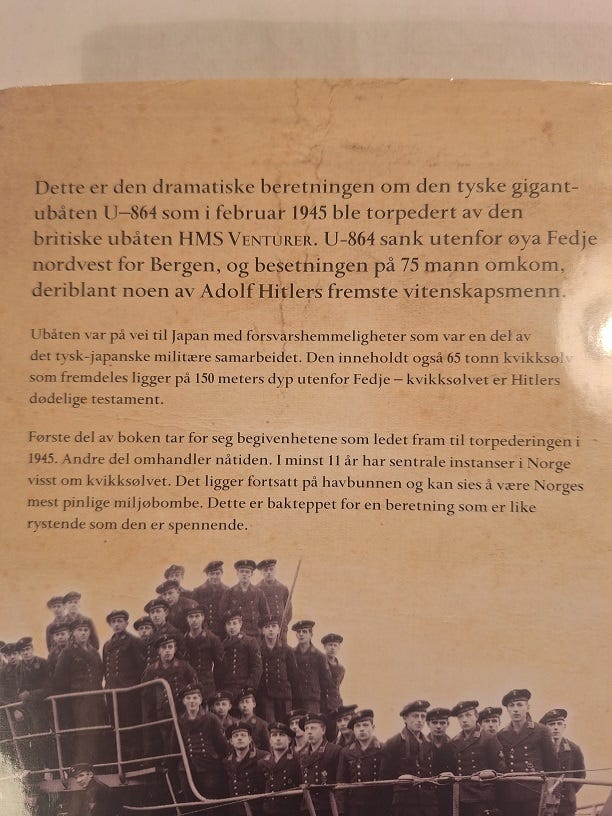 Dette er den dramatiske beretningen om den tyske gigant-
ubåten U–864 som i februar 1945 ble torpedert av den
britiske ubåten HMS VENTURER. U-864 sank utenfor øya Fedje
nordvest for Bergen, og besetningen på 75 mann omkom,
deriblant noen av Adolf Hitlers fremste vitenskapsmenn.
Ubåten var på vei til Japan med forsvarshemmeligheter som var en del av
det tysk-japanske militære samarbeidet. Den inneholdt også 65 tonn kvikksølv
som fremdeles ligger på 150 meters dyp utenfor Fedje – kvikksølvet er Hitlers
dødelige testament.
Første del av boken tar for seg begivenhetene som ledet fram til torpederingen i
1945. Andre del omhandler nåtiden. I minst 11 år har sentrale instanser i Norge
visst om kvikksølvet. Det ligger fortsatt på havbunnen og kan sies å være Norges
mest pinlige miljøbombe. Dette er bakteppet for en beretning som er like
rystende som den er spennende.